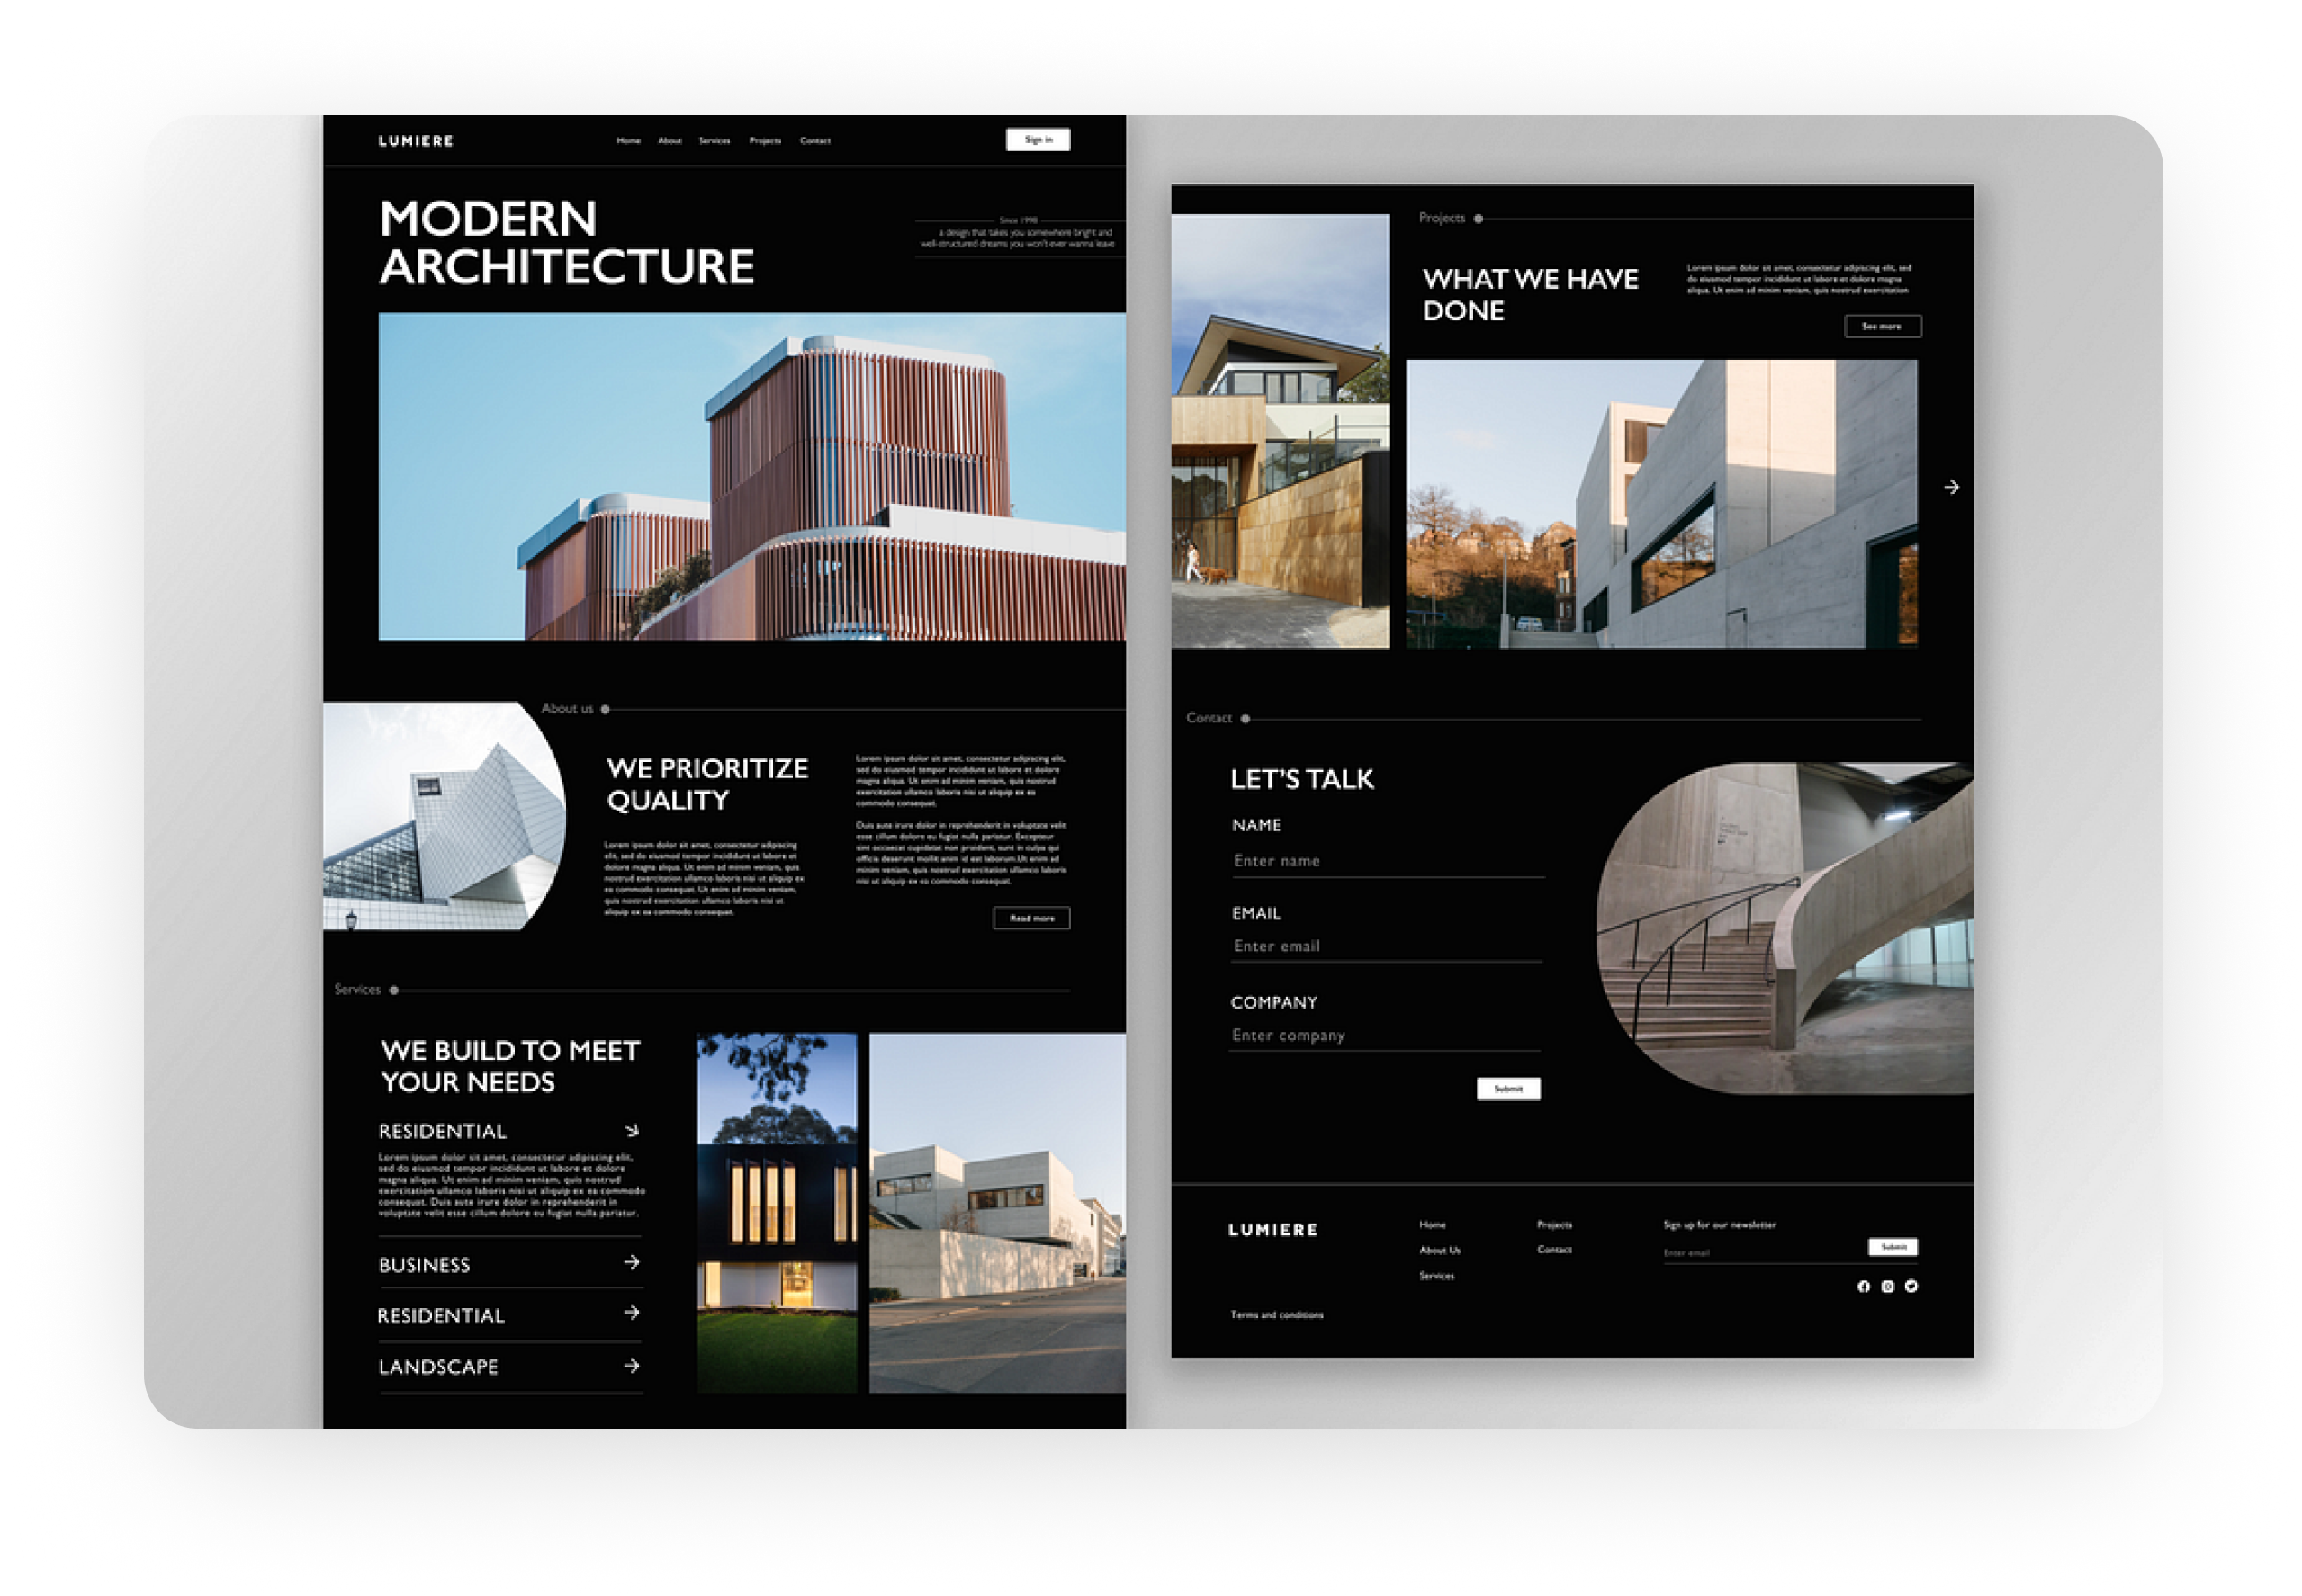 LUMIERE
Home
About
Services
Projects
Contact
Sign in
MODERN
ARCHITECTURE
Since 1998
a design that takes you somewhere bright and
well-structured dreams you won't ever wanna leave
About us
WE PRIORITIZE
QUALITY
Lorem ipsum dolor sit amet, consectetur adipiscing
elit, sed do eiusmod tempor incididunt ut labore et
dolore magna aliqua. Ut enim ad minim veniam, quis
nostrud exercitation ullamco laboris nisi ut aliquip ex
ea commodo consequat. Ut enim ad minim veniam,
quis nostrud exercitation ullamco laboris nisi ut
aliquip ex ea commodo consequat.
Lorem ipsum dolor sit amet, consectetur adipiscing elit,
sed do eiusmod tempor incididunt ut labore et dolore
magna aliqua. Ut enim ad minim veniam, quis nostrud
exercitation ullamco laboris nisi ut aliquip ex ea
commodo consequat.
Duis aute irure dolor in reprehenderit in voluptate velit
esse cillum dolore eu fugiat nulla pariatur. Excepteur
sint occaecat cupidatat non proident, sunt in culpa qui
officia deserunt mollit anim id est laborum.Ut enim ad
minim veniam, quis nostrud exercitation ullamco laboris
nisi ut aliquip ex ea commodo consequat.
Read more
Services
WE BUILD TO MEET
YOUR NEEDS
RESIDENTIAL
Lorem ipsum dolor sit amet, consectetur adipiscing elit,
sed do eiusmod tempor incididunt ut labore et dolore
magna aliqua. Ut enim ad minim veniam, quis nostrud
exercitation ullamco laboris nisi ut aliquip ex ea commodo
consequat. Duis aute irure dolor in reprehenderit in
voluptate velit esse cillum dolore eu fugiat nulla pariatur.
BUSINESS
RESIDENTIAL
LANDSCAPE
Projects
WHAT WE HAVE
DONE
Lorem ipsum dolor sit amet, consectetur adipiscing elit, sed
do eiusmod tempor incididunt ut labore et dolore magna
aliqua. Ut enim ad minim veniam, quis nostrud exercitation
See more
Contact
LET'S TALK
NAME
Enter name
EMAIL
Enter email
COMPANY
Enter company
Submit
LUMIERE
Home
About Us
Services
Projects
Contact
Sign up for our newsletter
Enter email
Submit
Terms and conditions